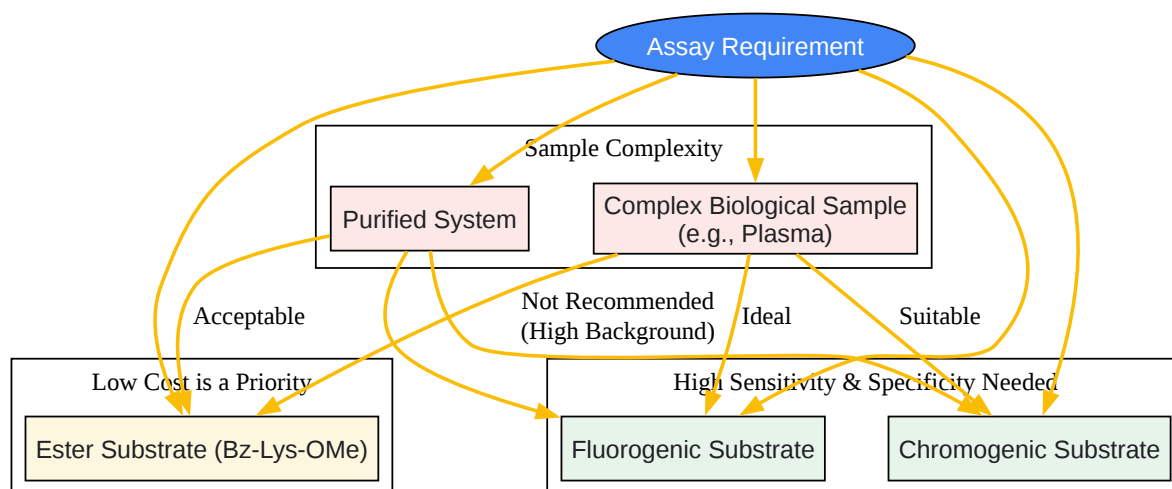 Assay Requirement
Sample Complexity
Purified System
Complex Biological Sample
(e.g., Plasma)
Acceptable
Not Recommended
(High Background)
Ideal
Suitable
Low Cost is a Priority
High Sensitivity & Specificity Needed
Ester Substrate (Bz-Lys-OMe)
Fluorogenic Substrate
Chromogenic Substrate